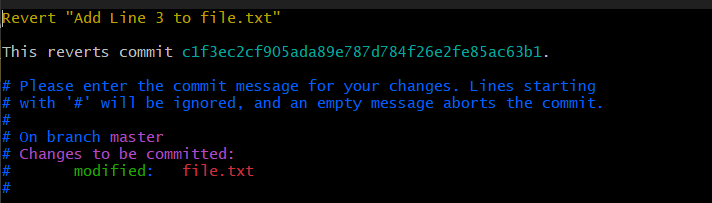 Revert "Add Line 3 to file.txt"
This reverts commit c1f3ec2cf905ada89e787d784f26e2fe85ac63b1.
# Please enter the commit message for your changes. Lines starting
# with '#' will be ignored, and an empty message aborts the commit.
#
# On branch master
# Changes to be committed:
#       modified:   file.txt
#